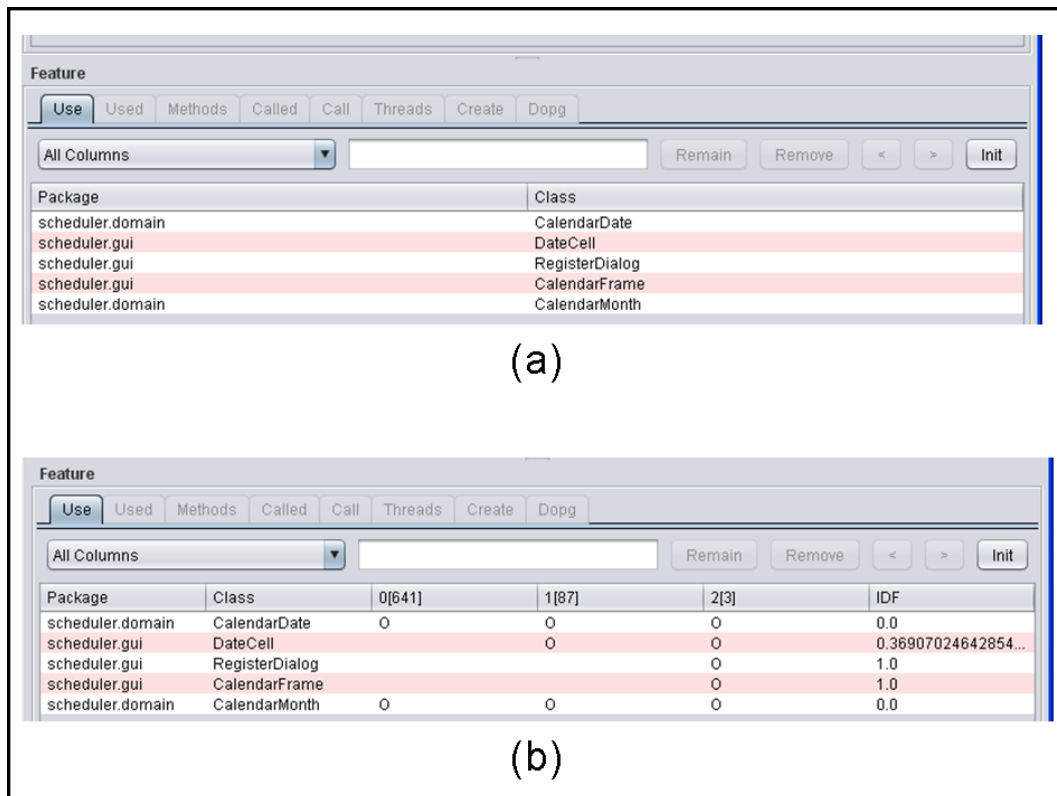 Feature
Use Used Methods Called Call Threads Create Dopg
All Columns Remain Remove < > Init
Package Class
scheduler.domain CalendarDate
scheduler.gui DateCell
scheduler.gui RegisterDialog
scheduler.gui CalendarFrame
scheduler.domain CalendarMonth
(a)
Feature
Use Used Methods Called Call Threads Create Dopg
All Columns Remain Remove < > Init
Package Class 0[641] 1[87] 2[3] IDF
scheduler.domain CalendarDate O O O 0.0
scheduler.gui DateCell O O 0.36907024642854...
scheduler.gui RegisterDialog O 1.0
scheduler.gui CalendarFrame O 1.0
scheduler.domain CalendarMonth O O O 0.0
(b)